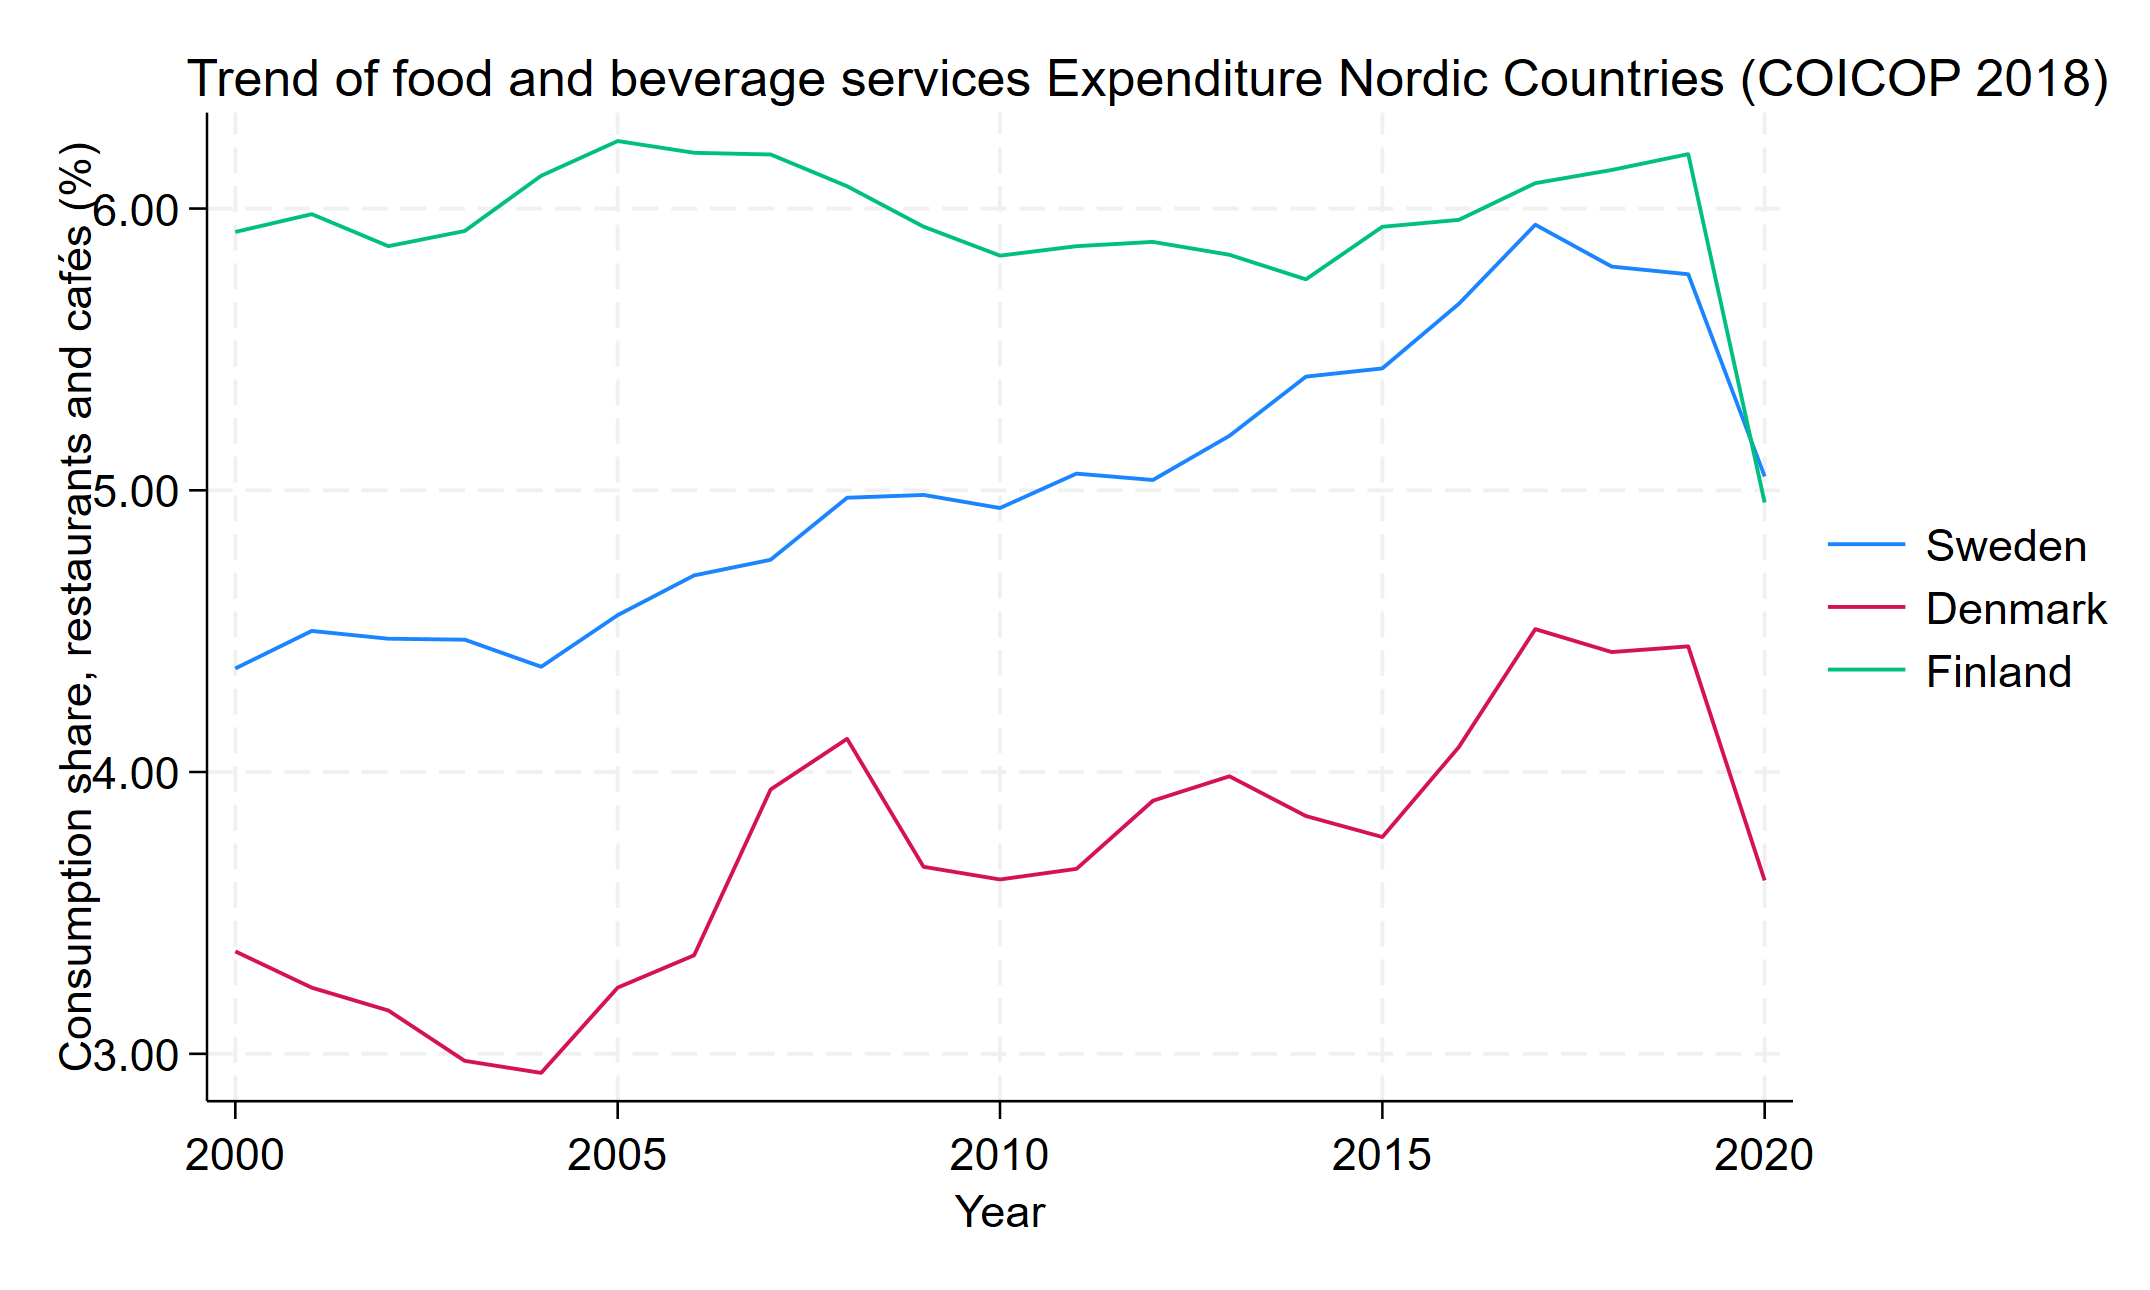 Trend of food and beverage services Expenditure Nordic Countries (COICOP 2018)
Consumption share, restaurants and cafés (%)
6.00
5.00
4.00
3.00
2000 2005 2010 2015 2020
Year
Sweden
Denmark
Finland